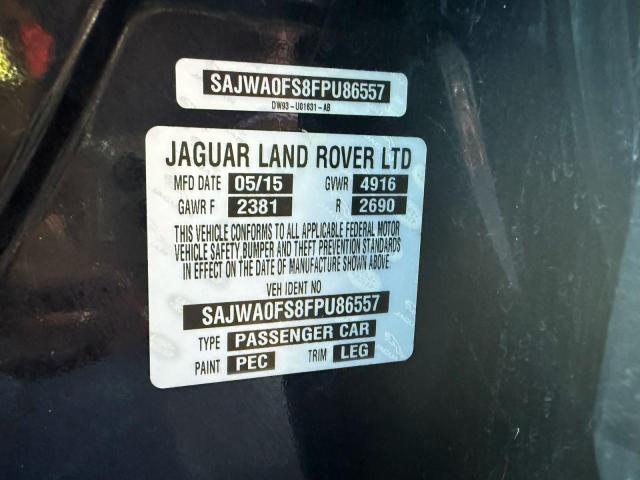 SAJWA0FS8FPU86557
DW93-U01631-AB
JAGUAR LAND ROVER LTD
MFD DATE 05/15 GVWR 4916
GAWR F 2381 R 2690
THIS VEHICLE CONFORMS TO ALL APPLICABLE FEDERAL MOTOR
VEHICLE SAFETY, BUMPER AND THEFT PREVENTION STANDARDS
IN EFFECT ON THE DATE OF MANUFACTURE SHOWN ABOVE.
VEH IDENT NO
SAJWA0FS8FPU86557
TYPE PASSENGER CAR
PAINT PEC TRIM LEG